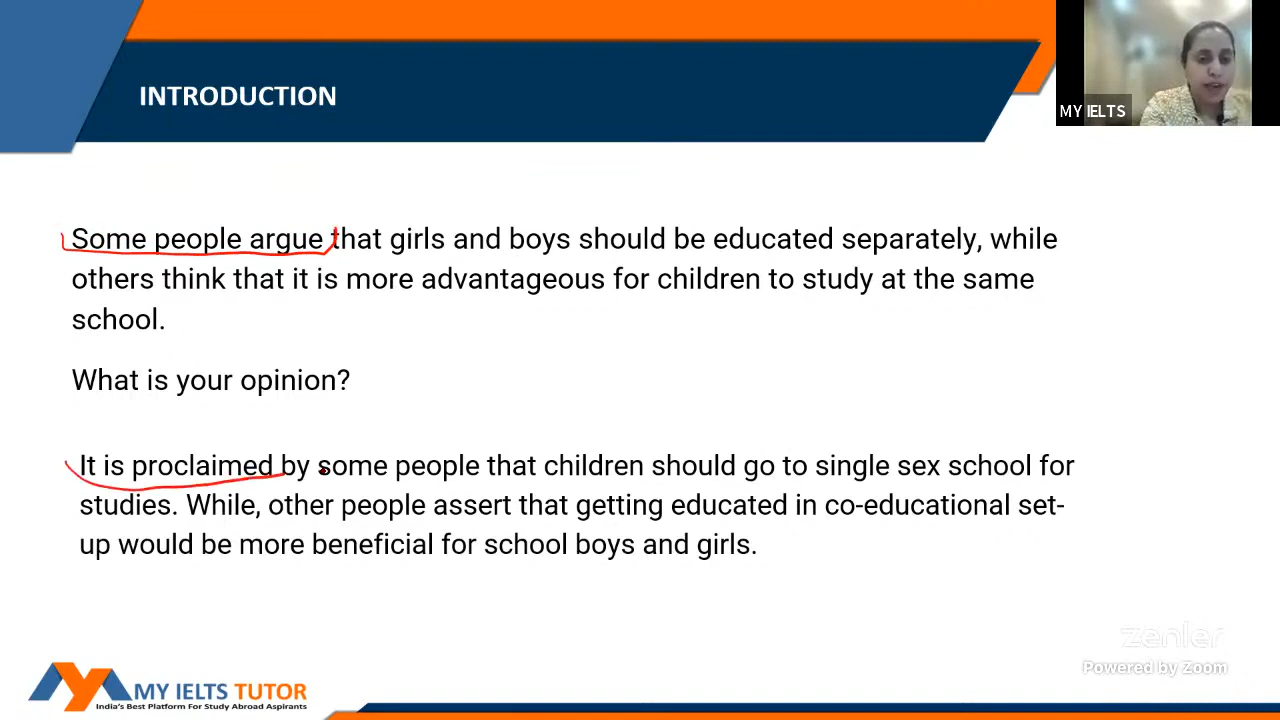 INTRODUCTION
MY IELTS
Some people argue that girls and boys should be educated separately, while
others think that it is more advantageous for children to study at the same
school.
What is your opinion?
It is proclaimed by some people that children should go to single sex school for
studies. While, other people assert that getting educated in co-educational set-
up would be more beneficial for school boys and girls.
zenler
Powered by Zoom
MY IELTS TUTOR
India's Best Platform For Study Abroad Aspirants